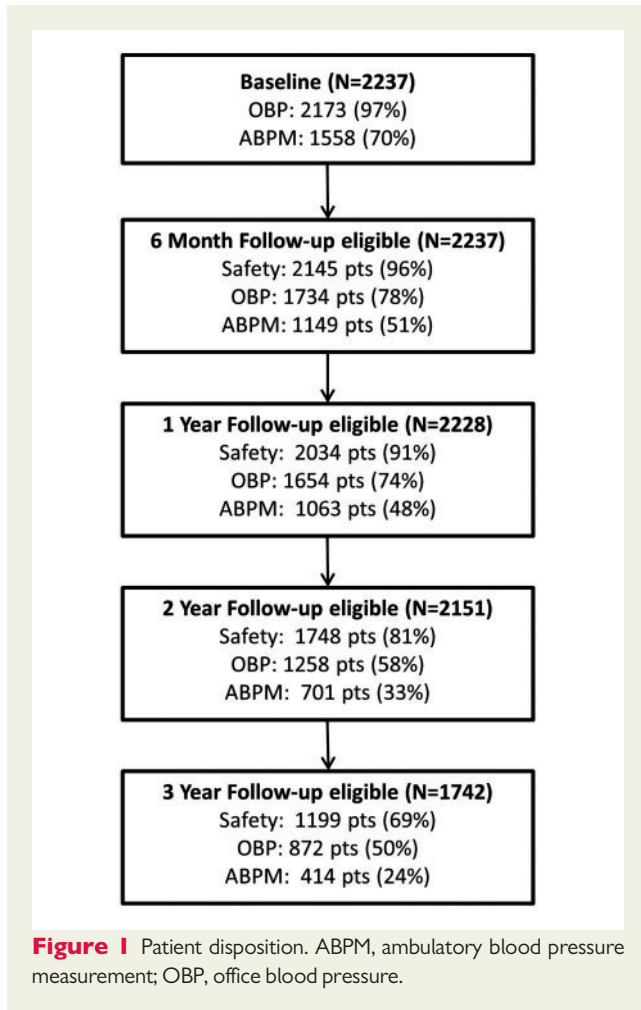 Baseline (N=2237)
OBP: 2173 (97%)
ABPM: 1558 (70%)
6 Month Follow-up eligible (N=2237)
Safety: 2145 pts (96%)
OBP: 1734 pts (78%)
ABPM: 1149 pts (51%)
1 Year Follow-up eligible (N=2228)
Safety: 2034 pts (91%)
OBP: 1654 pts (74%)
ABPM: 1063 pts (48%)
2 Year Follow-up eligible (N=2151)
Safety: 1748 pts (81%)
OBP: 1258 pts (58%)
ABPM: 701 pts (33%)
3 Year Follow-up eligible (N=1742)
Safety: 1199 pts (69%)
OBP: 872 pts (50%)
ABPM: 414 pts (24%)
Figure 1 Patient disposition. ABPM, ambulatory blood pressure
measurement; OBP, office blood pressure.